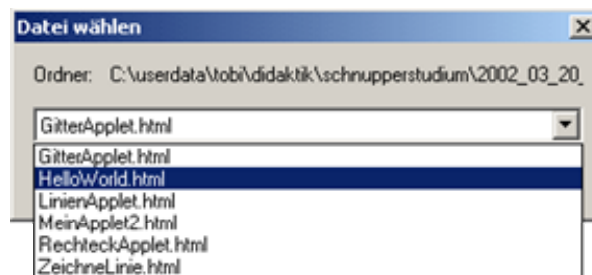 Datei wählen
Ordner: C:\userdata\tobi\didaktik\schnupperstudium\2002_03_20_
GitterApplet.html
GitterApplet.html
HelloWorld.html
LinienApplet.html
MeinApplet2.html
RechteckApplet.html
ZeichneLinie.html